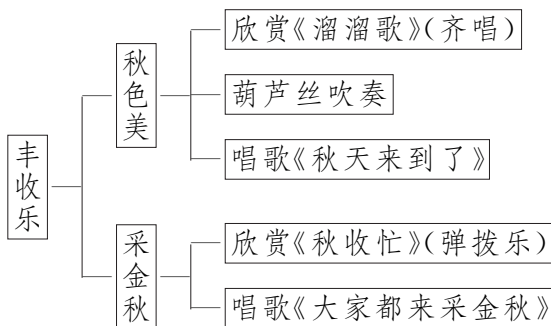 丰收乐
秋色美
欣赏《溜溜歌》(齐唱)
葫芦丝吹奏
唱歌《秋天来到了》
采金秋
欣赏《秋收忙》(弹拨乐)
唱歌《大家都来采金秋》